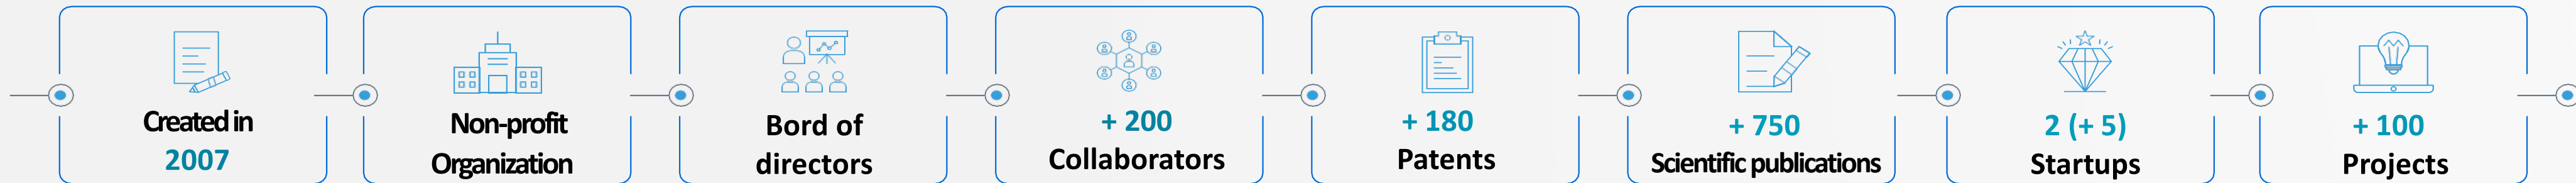 Created in
2007
Non-profit
Organization
Bord of
directors
+ 200
Collaborators
+ 180
Patents
+ 750
Scientific publications
2 (+ 5)
Startups
+ 100
Projects